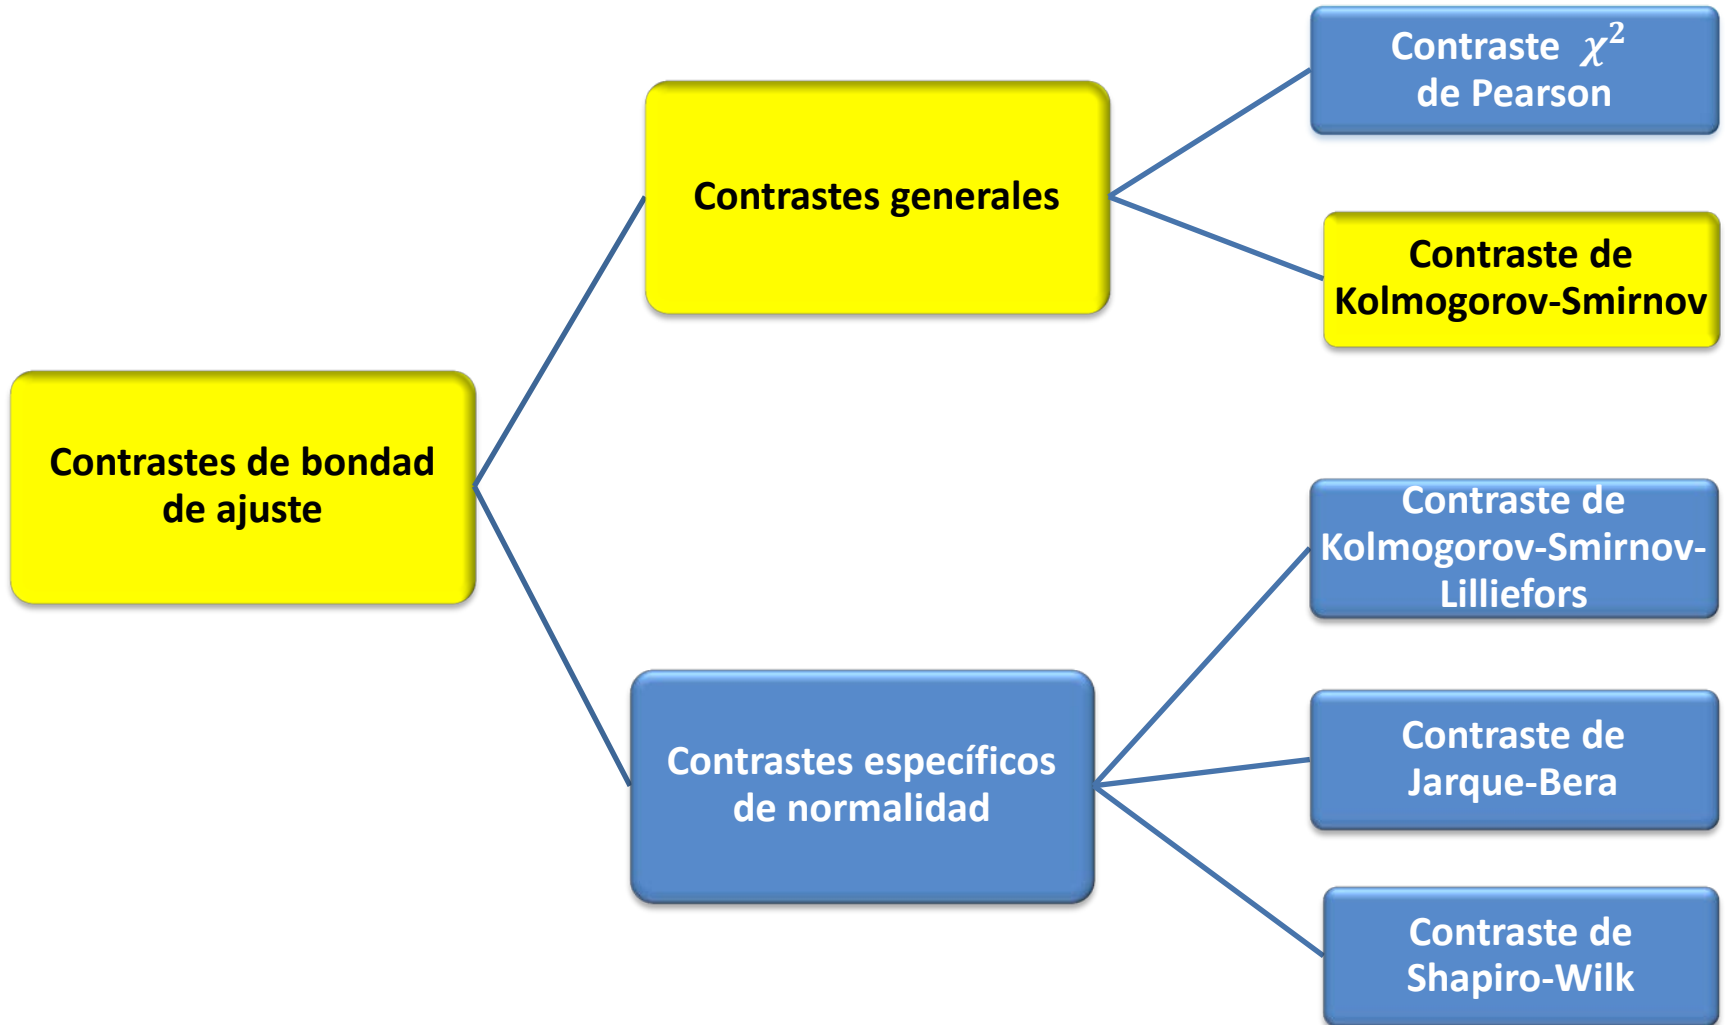 Contraste χ²
de Pearson
Contrastes generales
Contraste de
Kolmogorov-Smirnov
Contrastes de bondad
de ajuste
Contraste de
Kolmogorov-Smirnov-
Lilliefors
Contrastes específicos
de normalidad
Contraste de
Jarque-Bera
Contraste de
Shapiro-Wilk